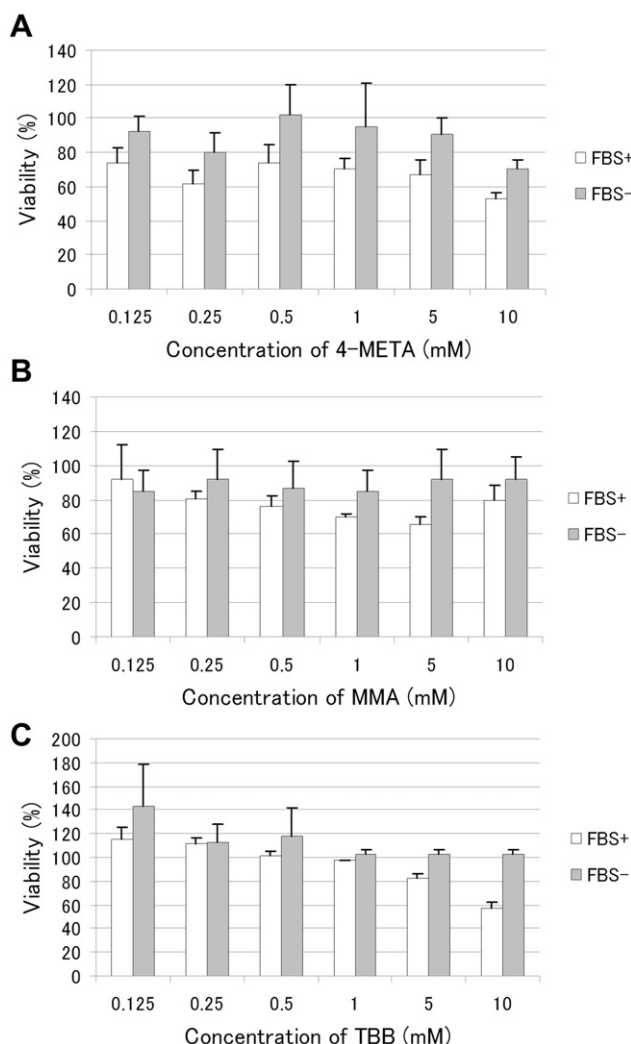 A
140
120
100
80
60
40
20
0
Viability (%)
0.125 0.25 0.5 1 5 10
Concentration of 4-META (mM)
FBS+
FBS-
B
140
120
100
80
60
40
20
0
Viability (%)
0.125 0.25 0.5 1 5 10
Concentration of MMA (mM)
FBS+
FBS-
C
200
180
160
140
120
100
80
60
40
20
0
Viability (%)
0.125 0.25 0.5 1 5 10
Concentration of TBB (mM)
FBS+
FBS-